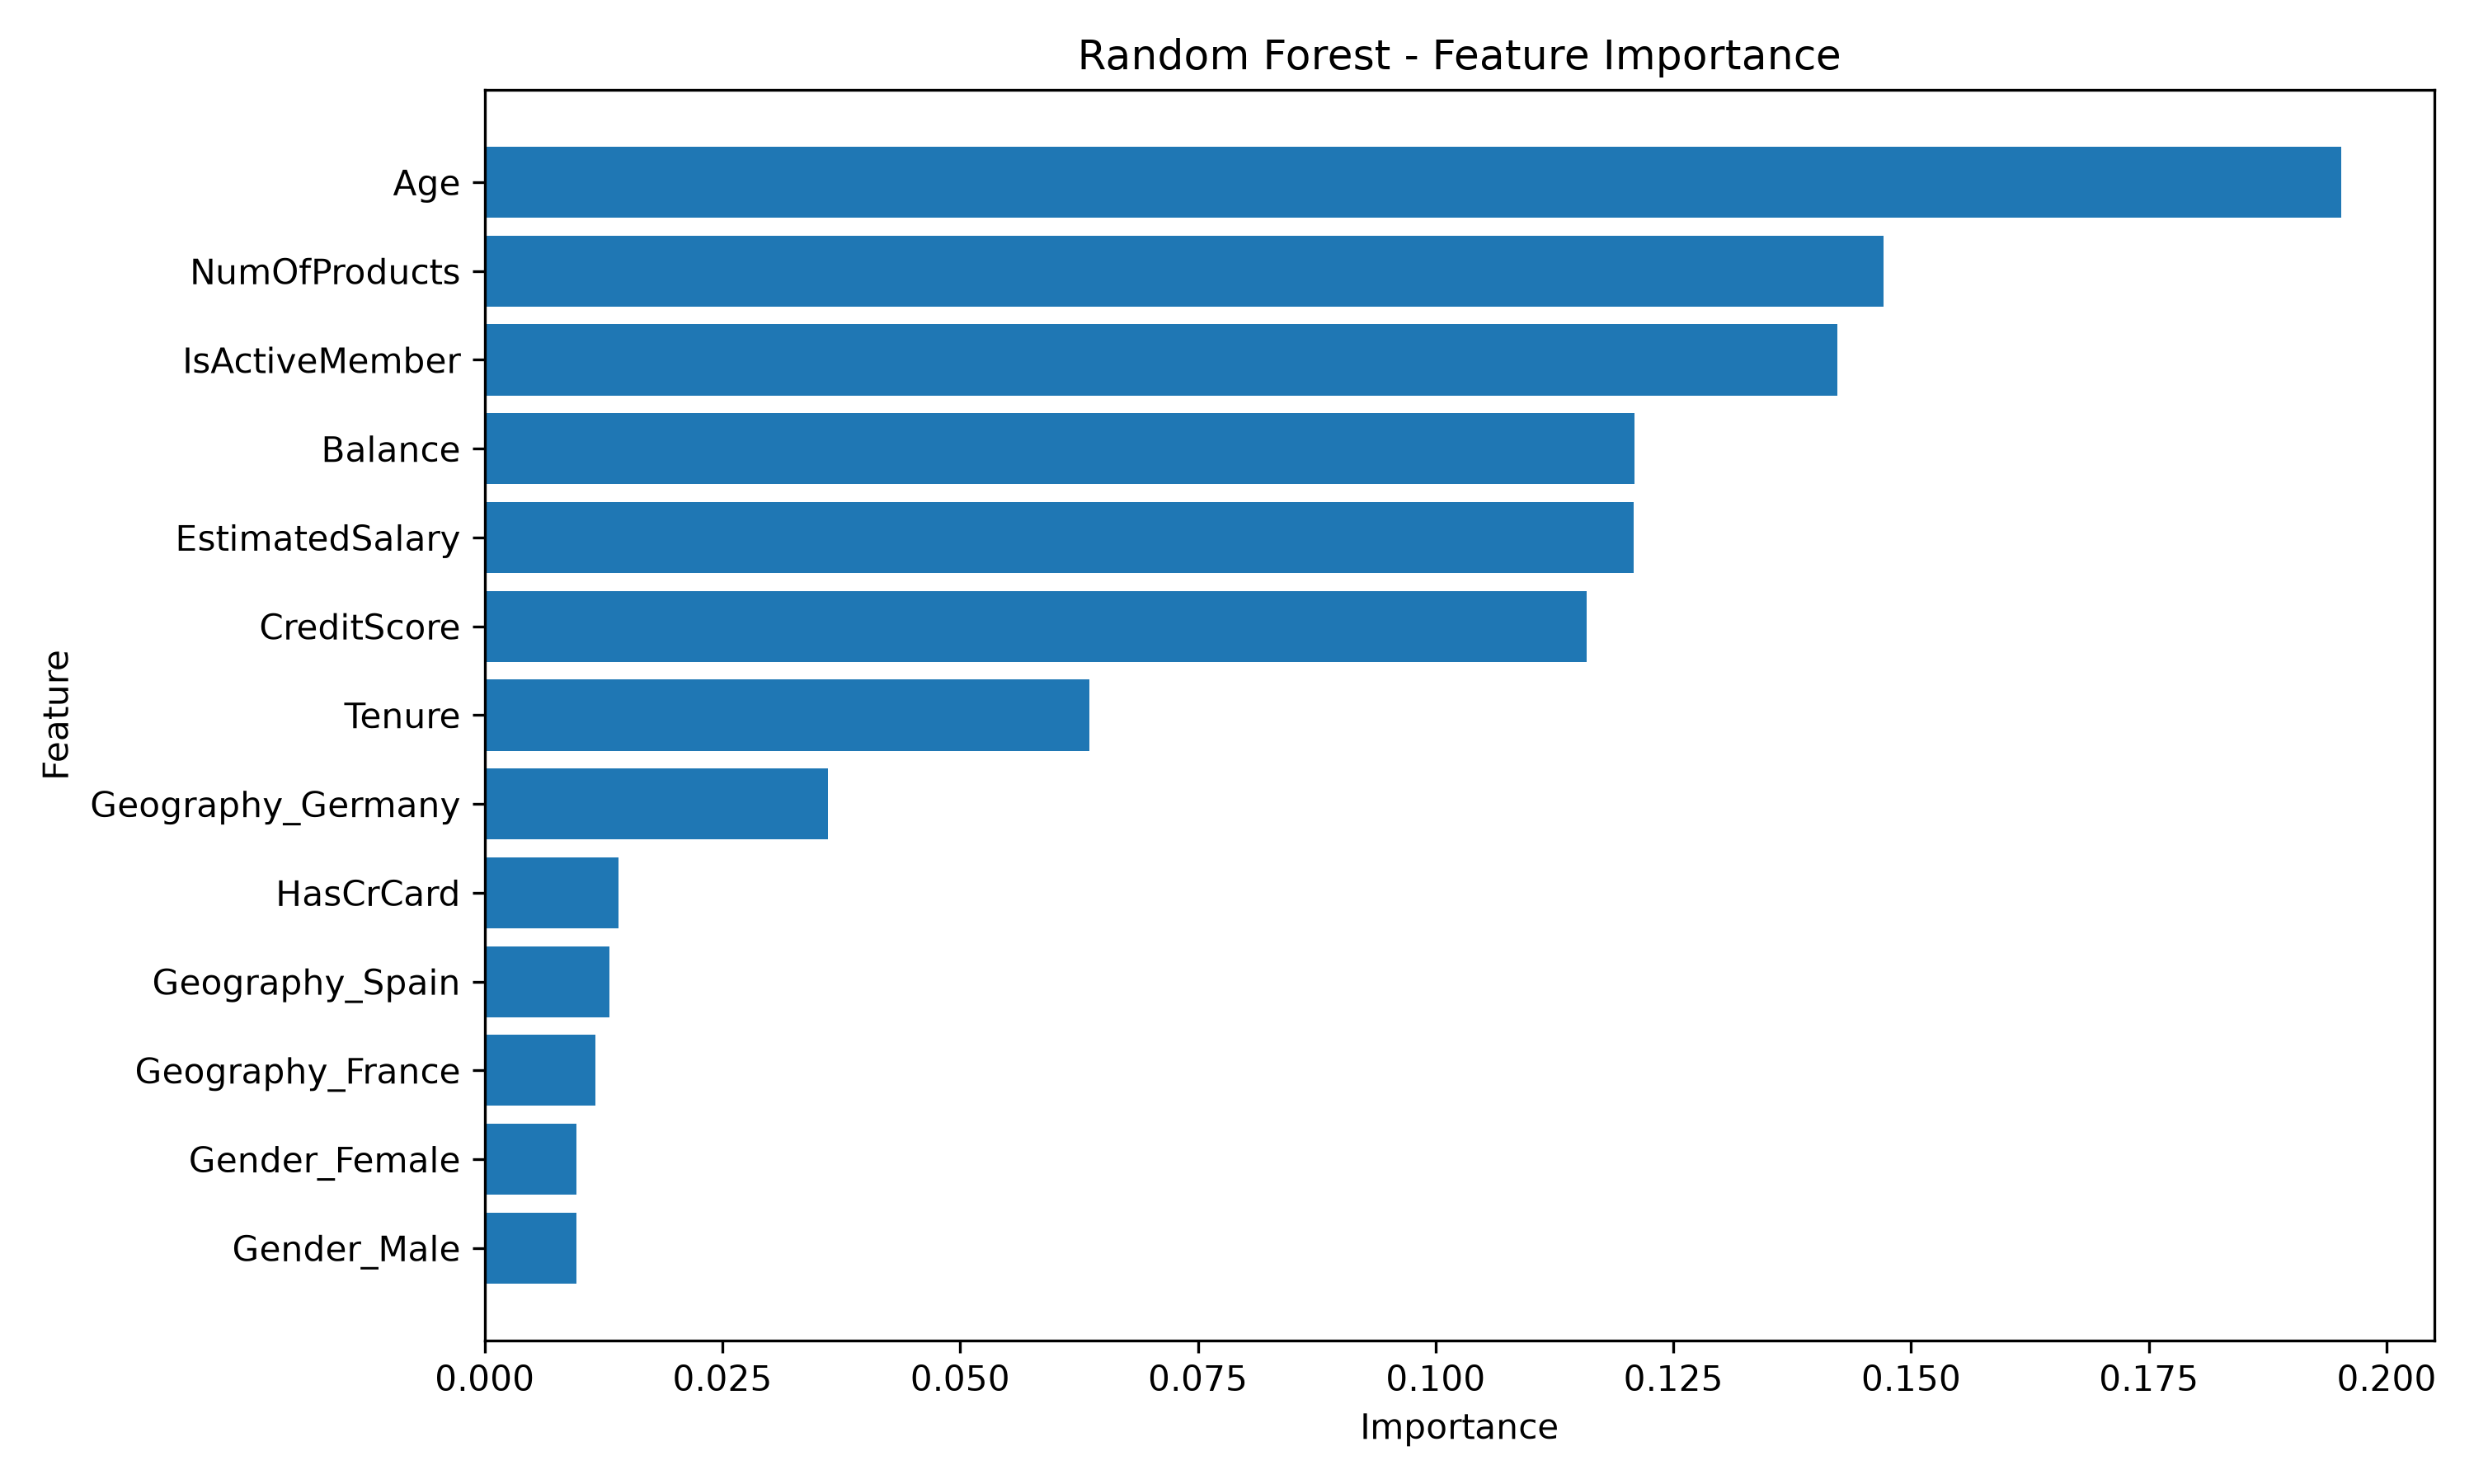 Random Forest - Feature Importance
Age
NumOfProducts
IsActiveMember
Balance
EstimatedSalary
CreditScore
Tenure
Geography_Germany
HasCrCard
Geography_Spain
Geography_France
Gender_Female
Gender_Male
Feature
0.000 0.025 0.050 0.075 0.100 0.125 0.150 0.175 0.200
Importance